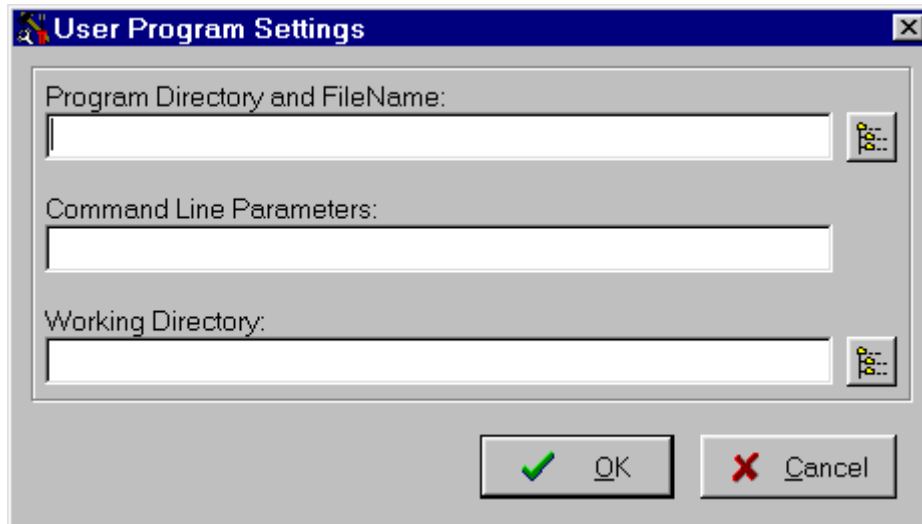 User Program Settings
Program Directory and FileName:
Command Line Parameters:
Working Directory:
OK
Cancel